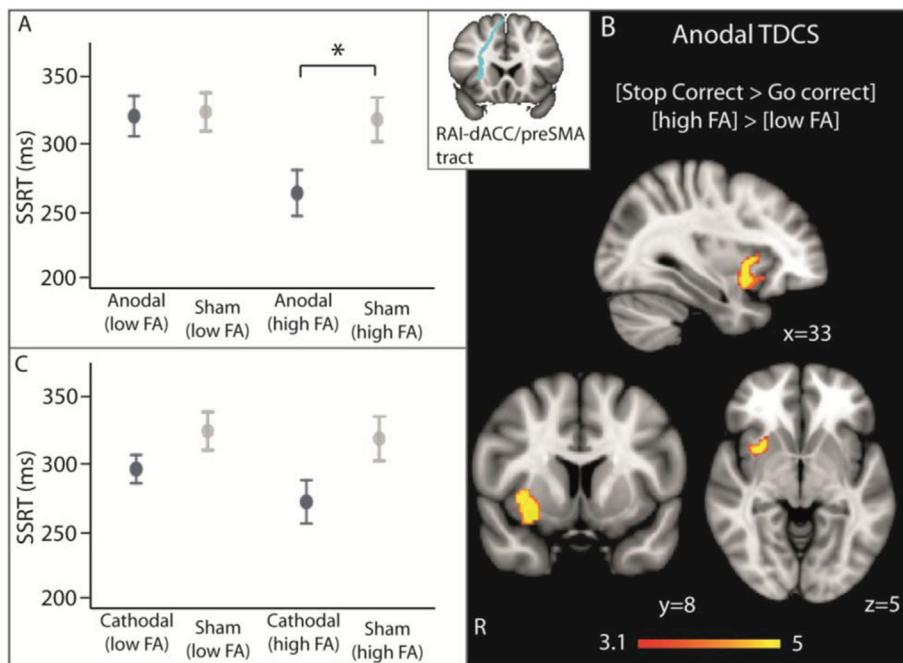 A
SSRT (ms)
350
300
250
200
Anodal
(low FA)
Sham
(low FA)
Anodal
(high FA)
Sham
(high FA)
*
RAI-dACC/preSMA
tract
B
Anodal TDCS
[Stop Correct > Go correct]
[high FA] > [low FA]
x=33
y=8
z=5
R
3.1
5
C
SSRT (ms)
350
300
250
200
Cathodal
(low FA)
Sham
(low FA)
Cathodal
(high FA)
Sham
(high FA)